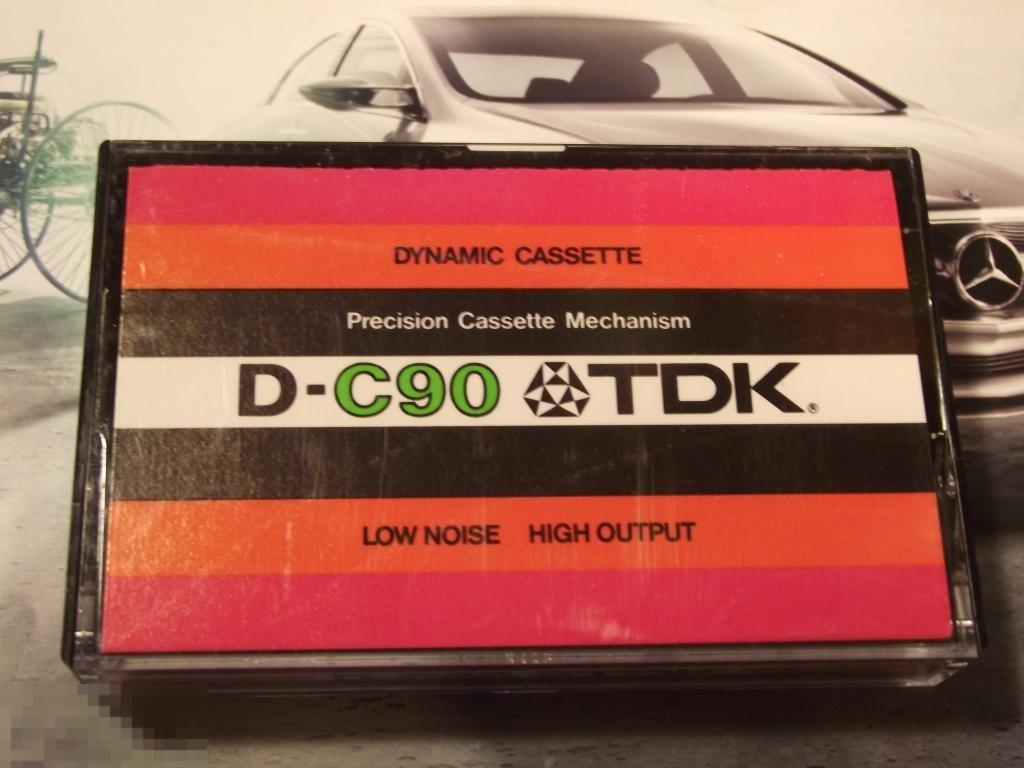 DYNAMIC CASSETTE
Precision Cassette Mechanism
D-C90 TDK®
LOW NOISE HIGH OUTPUT